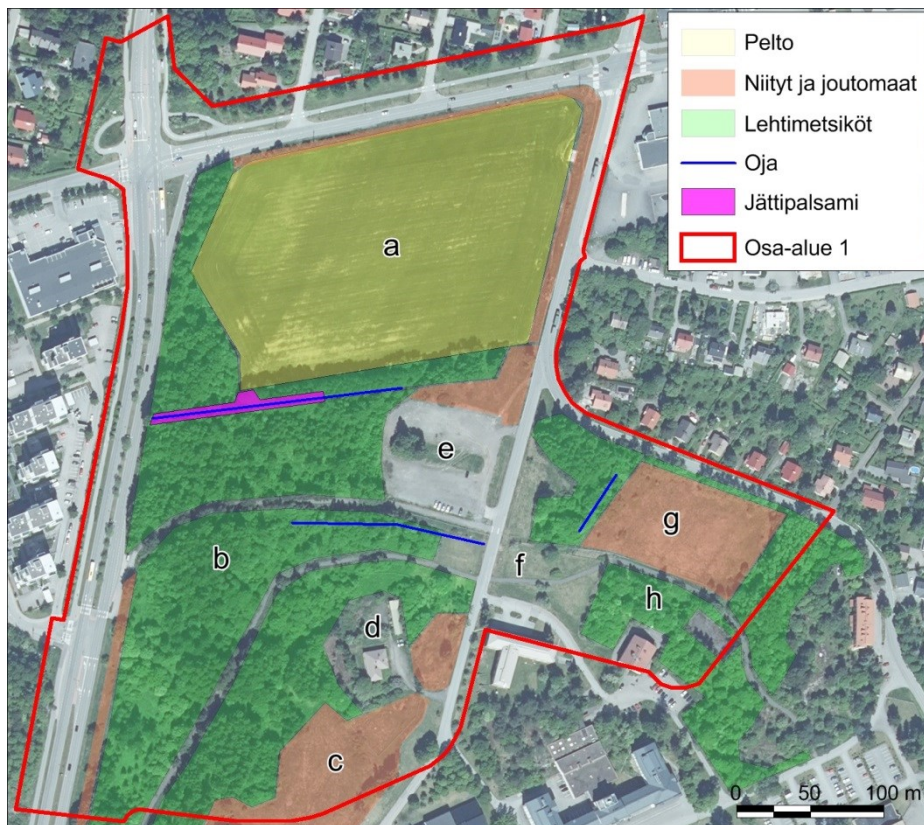 Pelto
Niityt ja joutomaat
Lehtimetsiköt
Oja
Jättipalsami
Osa-alue 1
a
e
g
b
f
h
d
c
0 50 100 m